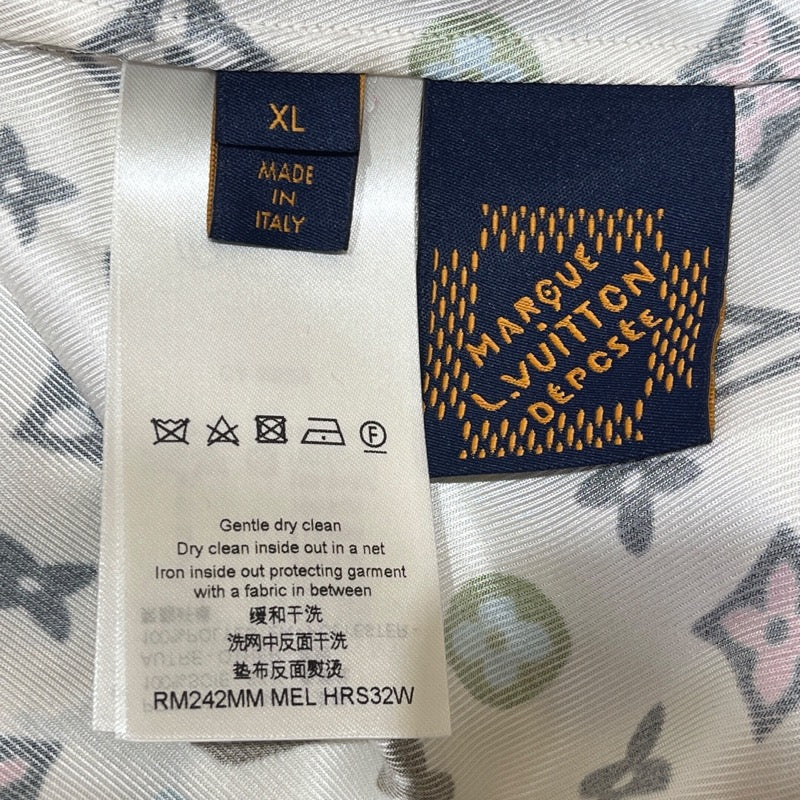 XL
MADE
IN
ITALY
MARQUE
L.VUITTON
DÉPOSÉE
F
Gentle dry clean
Dry clean inside out in a net
Iron inside out protecting garment
with a fabric in between
缓和干洗
洗网中反面干洗
垫布反面熨烫
RM242MM MEL HRS32W